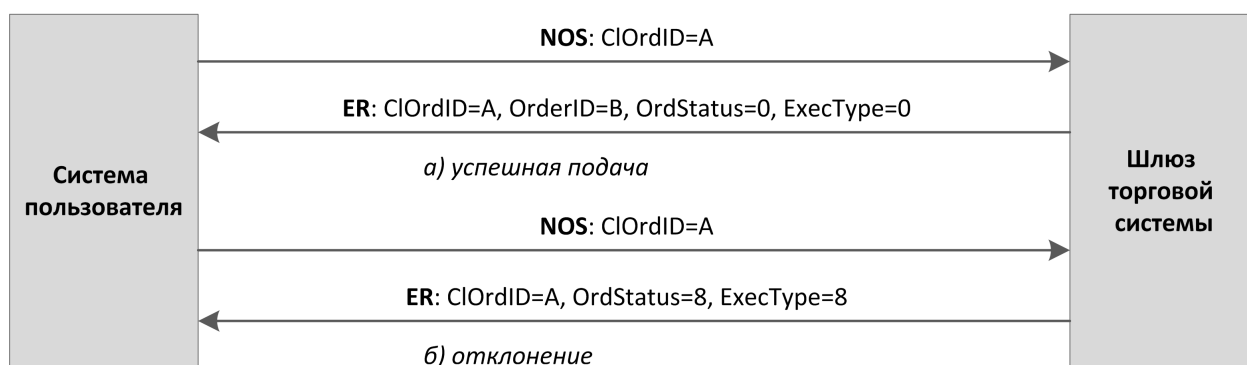 NOS: ClOrdID=A
ER: ClOrdID=A, OrderID=B, OrdStatus=0, ExecType=0
а) успешная подача
Система
пользователя
Шлюз
торговой
системы
NOS: ClOrdID=A
ER: ClOrdID=A, OrdStatus=8, ExecType=8
б) отклонение